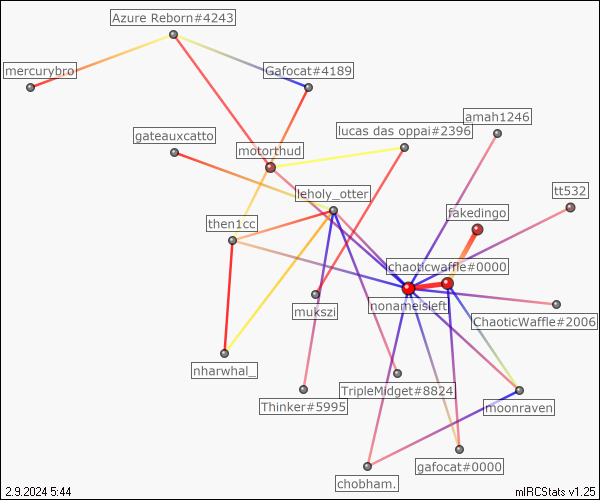 Azure Reborn#4243
mercurybro
Gafocat#4189
amah1246
lucas das oppai#2396
gateauxcatto
motorthud
tt532
leholy_otter
fakedingo
then1cc
chaoticwaffle#0000
nonameisleft
mukszi
ChaoticWaffle#2006
nharwhal_
TripleMidget#8824
Thinker#5995
moonraven
gafocat#0000
chobham.
2.9.2024 5:44
mIRCStats v1.25